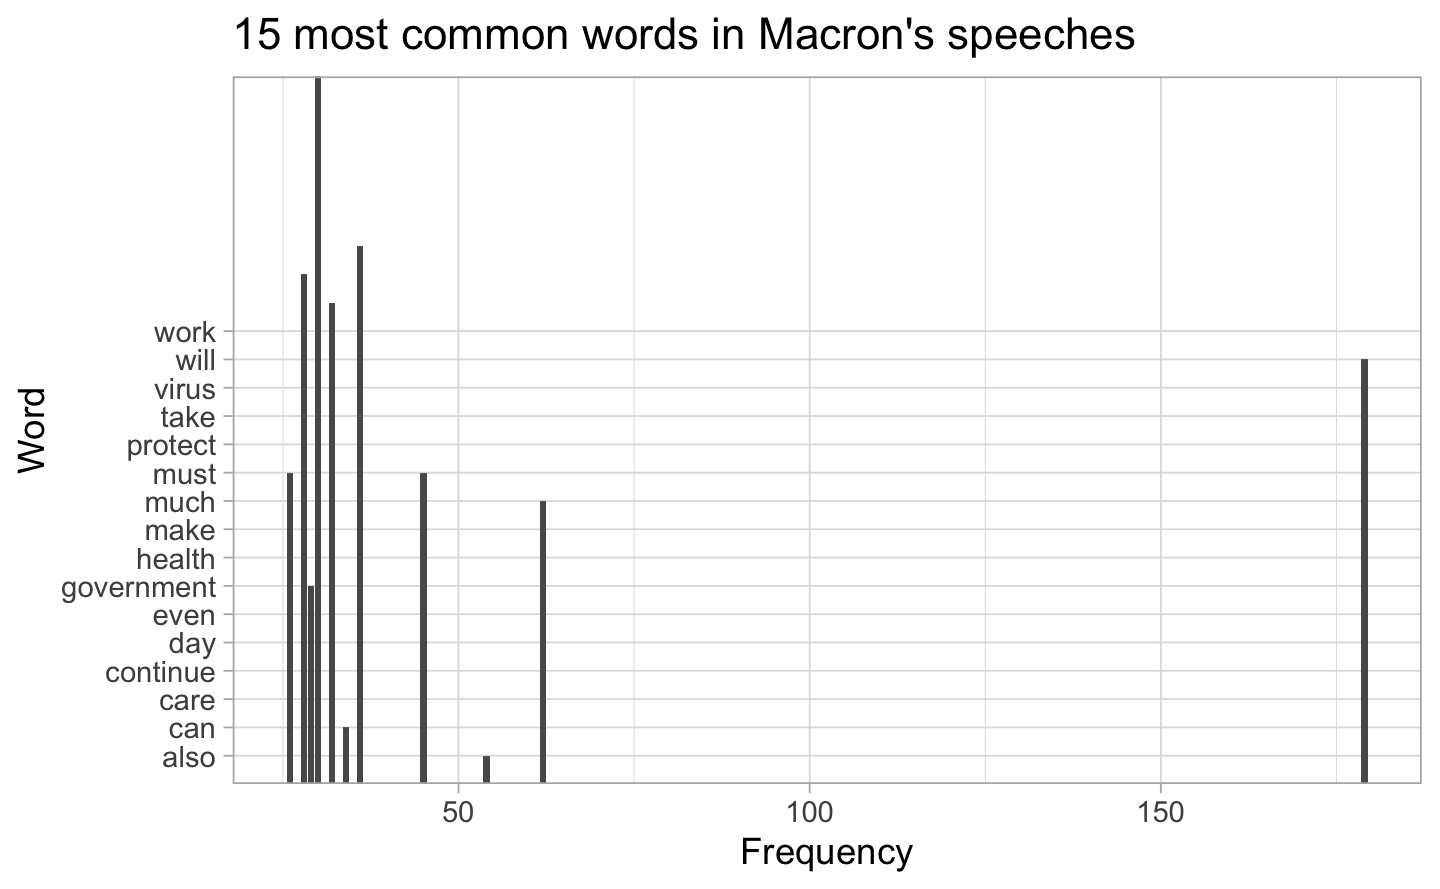 15 most common words in Macron's speeches
Word
work
will
virus
take
protect
must
much
make
health
government
even
day
continue
care
can
also
50
100
150
Frequency